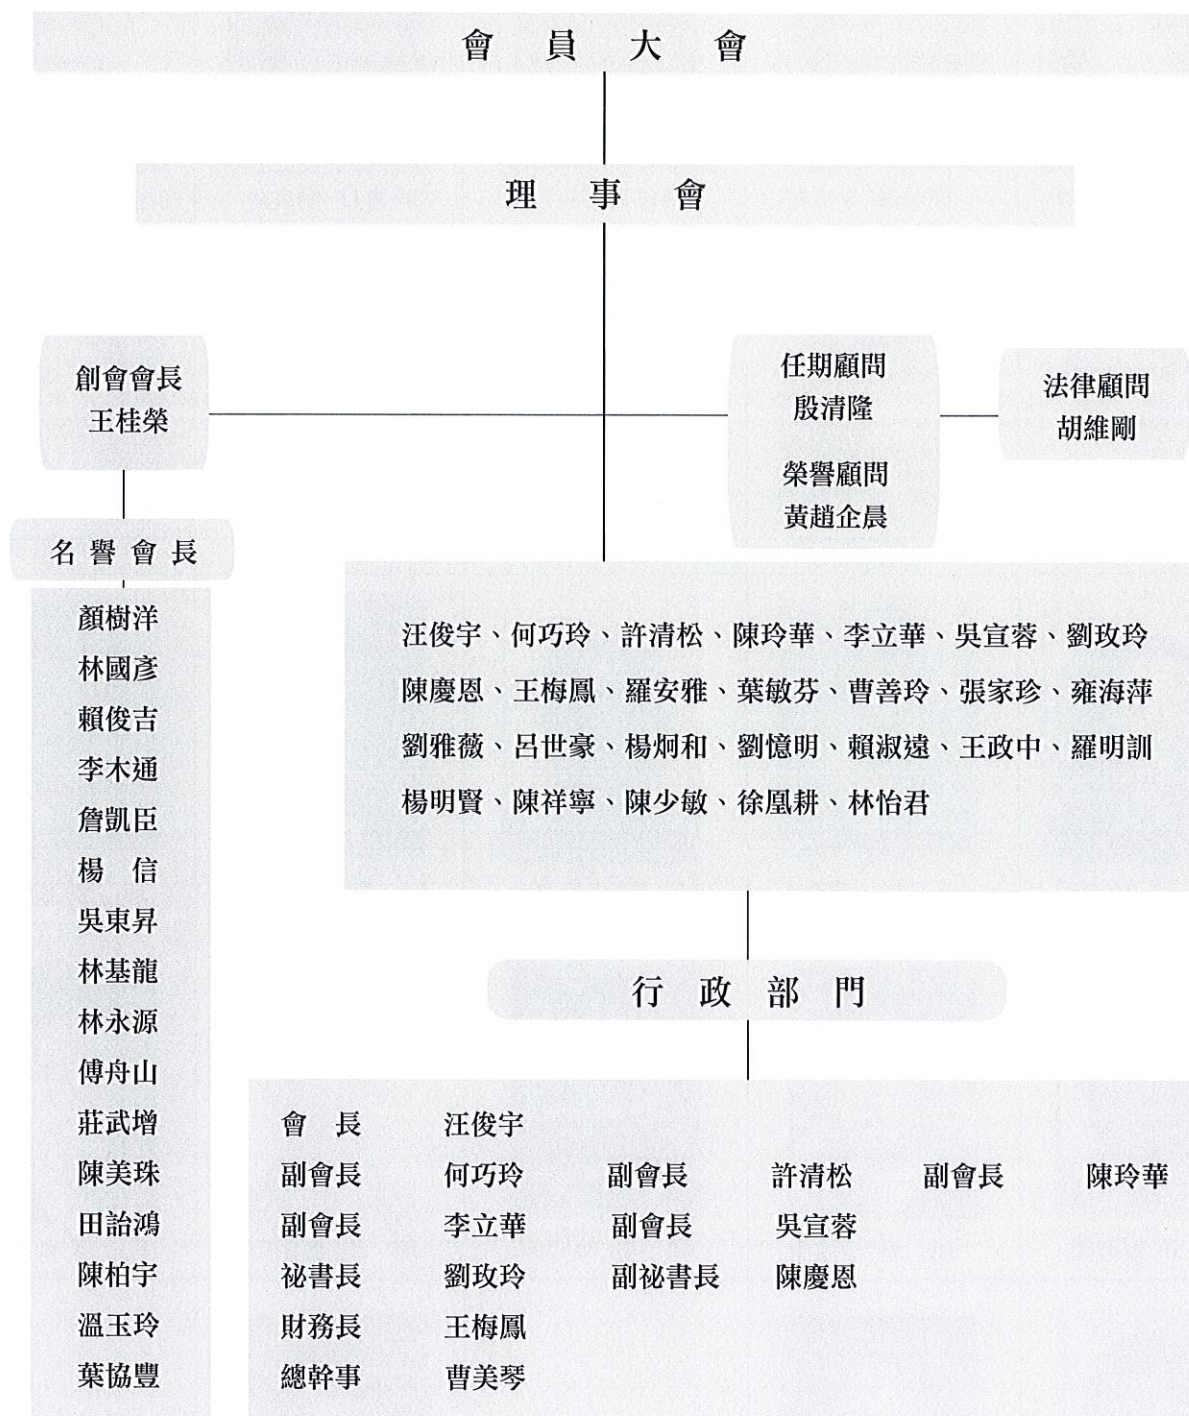 會員大會
理事會
創會會長
王桂榮
任期顧問
殷清隆
榮譽顧問
黃趙企晨
法律顧問
胡維剛
名譽會長
顏樹洋
林國彥
賴俊吉
李木通
詹凱臣
楊　信
吳東昇
林基龍
林永源
傅舟山
莊武增
陳美珠
田詒鴻
陳柏宇
溫玉玲
葉協豐
汪俊宇、何巧玲、許清松、陳玲華、李立華、吳宣蓉、劉玫玲
陳慶恩、王梅鳳、羅安雅、葉敏芬、曹善玲、張家珍、雍海萍
劉雅薇、呂世豪、楊炯和、劉憶明、賴淑遠、王政中、羅明訓
楊明賢、陳祥寧、陳少敏、徐凰耕、林怡君
行政部門
會　長 汪俊宇
副會長 何巧玲 副會長 許清松 副會長 陳玲華
副會長 李立華 副會長 吳宣蓉
祕書長 劉玫玲 副祕書長 陳慶恩
財務長 王梅鳳
總幹事 曹美琴